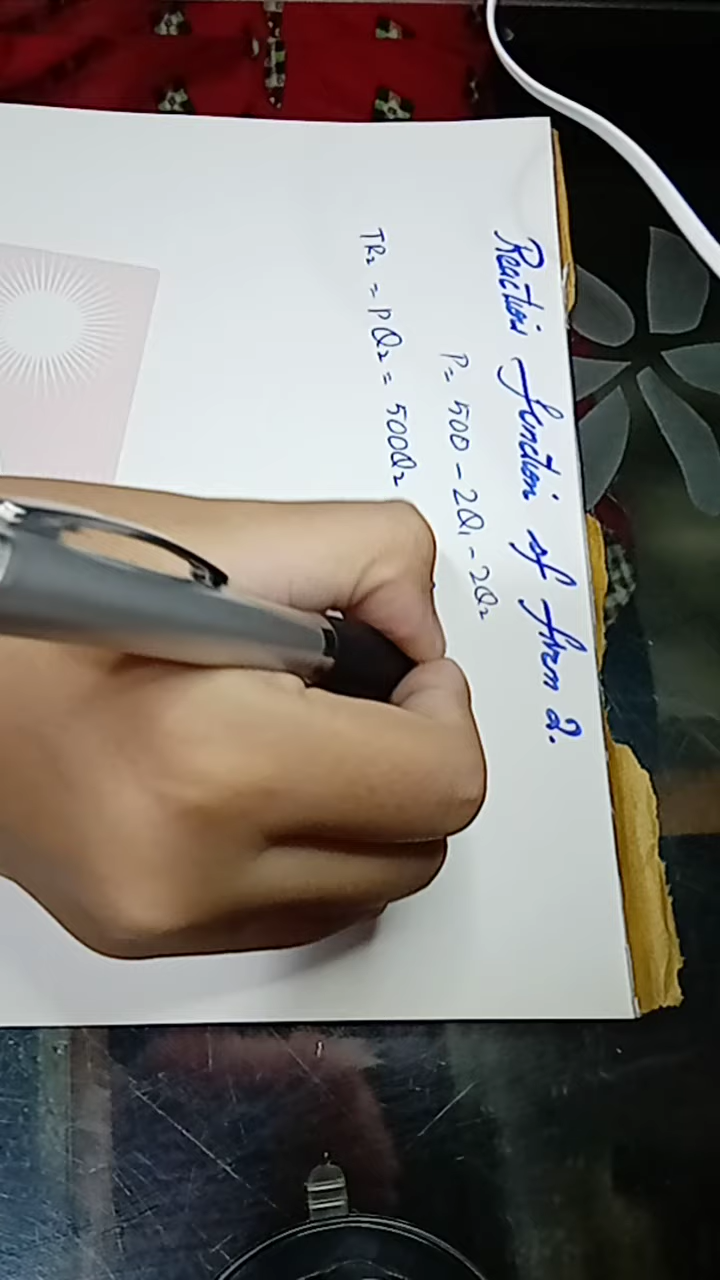 Reaction function of firm 2.
P = 500 - 2Q₁ - 2Q₂
TR₂ = PQ₂ = 500Q₂